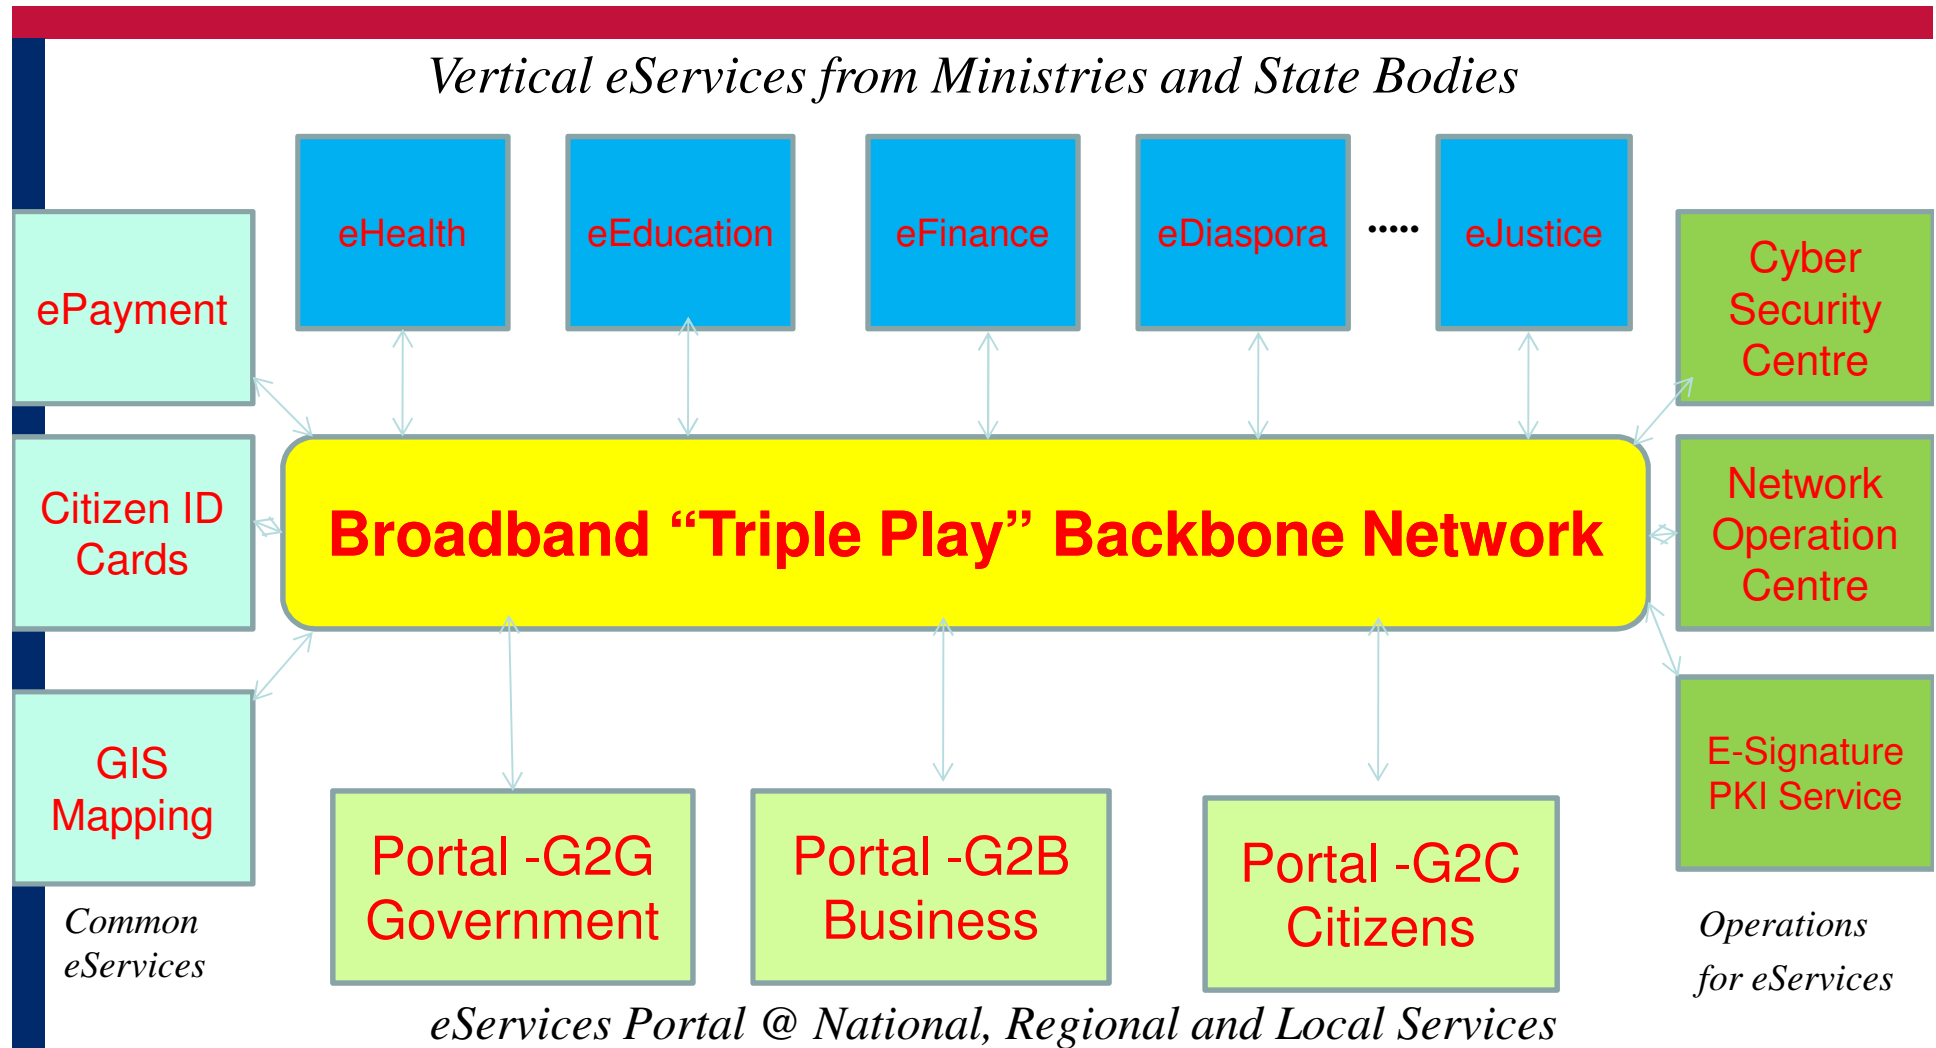 Vertical eServices from Ministries and State Bodies
eHealth
eEducation
eFinance
eDiaspora
.....
eJustice
ePayment
Citizen ID
Cards
GIS
Mapping
Common
eServices
Broadband “Triple Play” Backbone Network
Cyber
Security
Centre
Network
Operation
Centre
E-Signature
PKI Service
Operations
for eServices
Portal -G2G
Government
Portal -G2B
Business
Portal -G2C
Citizens
eServices Portal @ National, Regional and Local Services